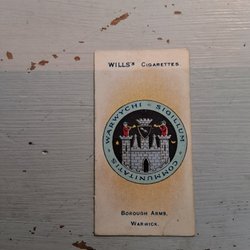 WILLS'S CIGARETTES.
WARWYCHI · SIGILLUM COMMUNITATIS
BOROUGH ARMS.
WARWICK.